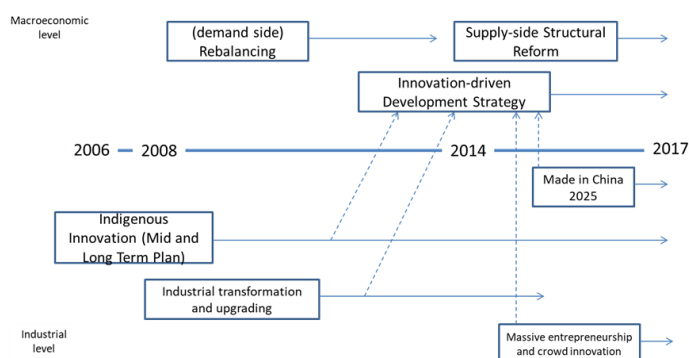 Macroeconomic
level
(demand side)
Rebalancing
Supply-side Structural
Reform
Innovation-driven
Development Strategy
2006
2008
2014
2017
Made in China
2025
Indigenous
Innovation (Mid and
Long Term Plan)
Industrial transformation
and upgrading
Industrial
level
Massive entrepreneurship
and crowd innovation